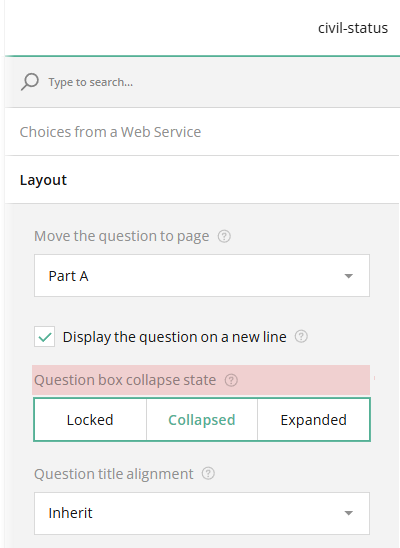 civil-status
Type to search...
Choices from a Web Service
Layout
Move the question to page ?
Part A
Display the question on a new line ?
Question box collapse state ?
Locked Collapsed Expanded
Question title alignment ?
Inherit